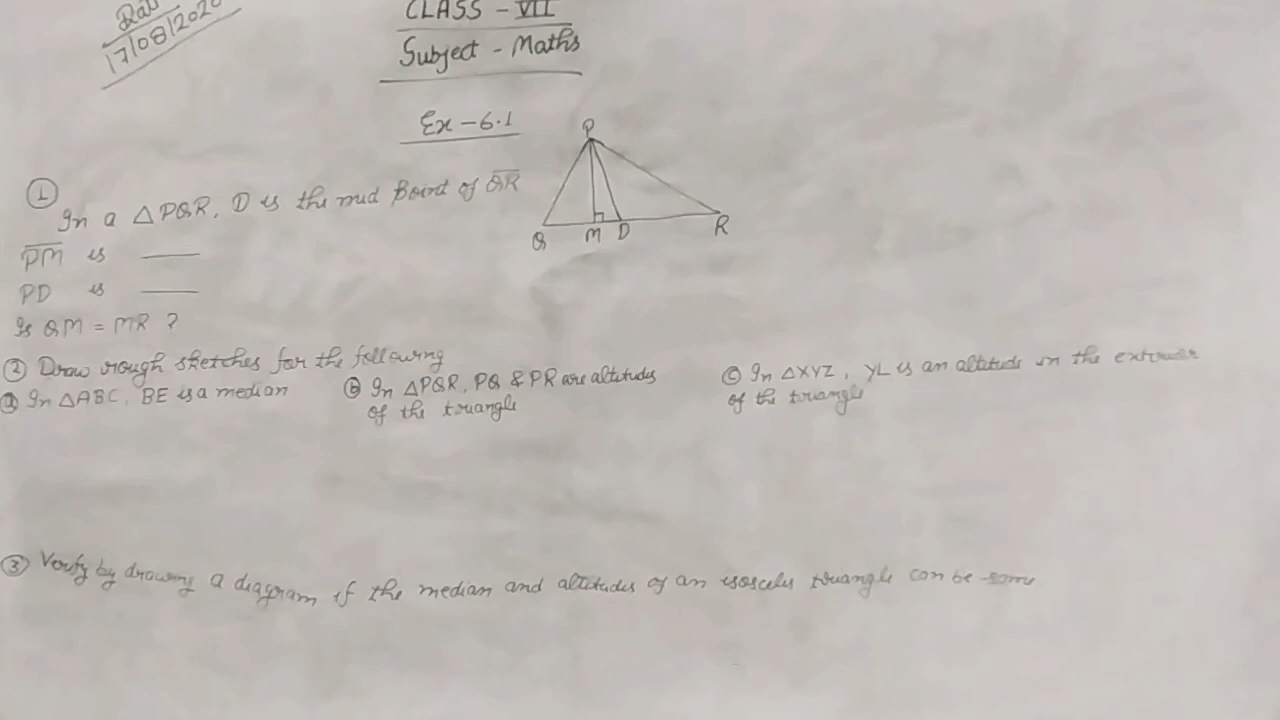 17/08/2020
CLASS - VII
Subject - Maths
Ex - 6.1
P
Q M D R
① In a △PQR, D is the mid point of QR
PM is ____
PD is ____
Is QM = MR ?
② Draw rough sketches for the following
ⓐ In △ABC, BE is a median
ⓑ In △PQR, PQ & PR are altitudes
of the triangle
ⓒ In △XYZ, YL is an altitude in the exterior
of the triangle
③ Verify by drawing a diagram if the median and altitudes of an isosceles triangle can be same